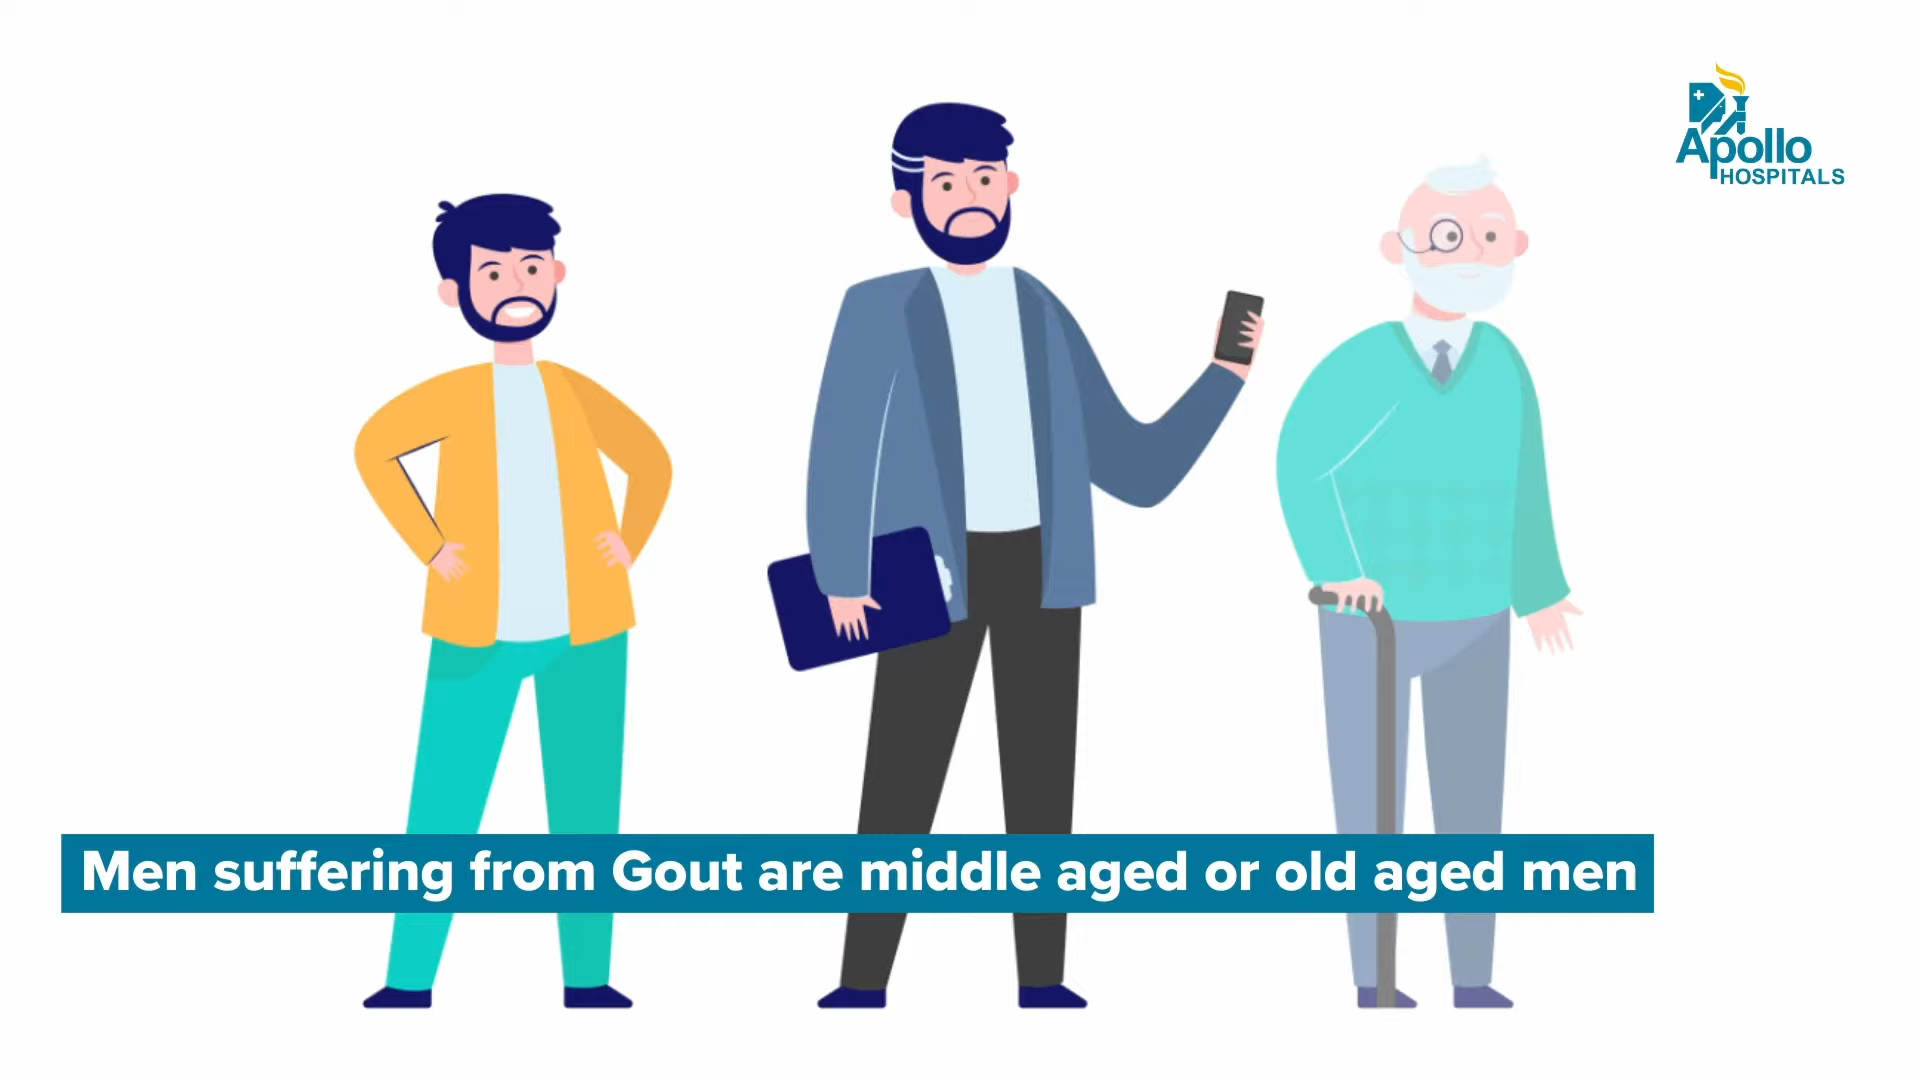 Apollo
HOSPITALS
Men suffering from Gout are middle aged or old aged men